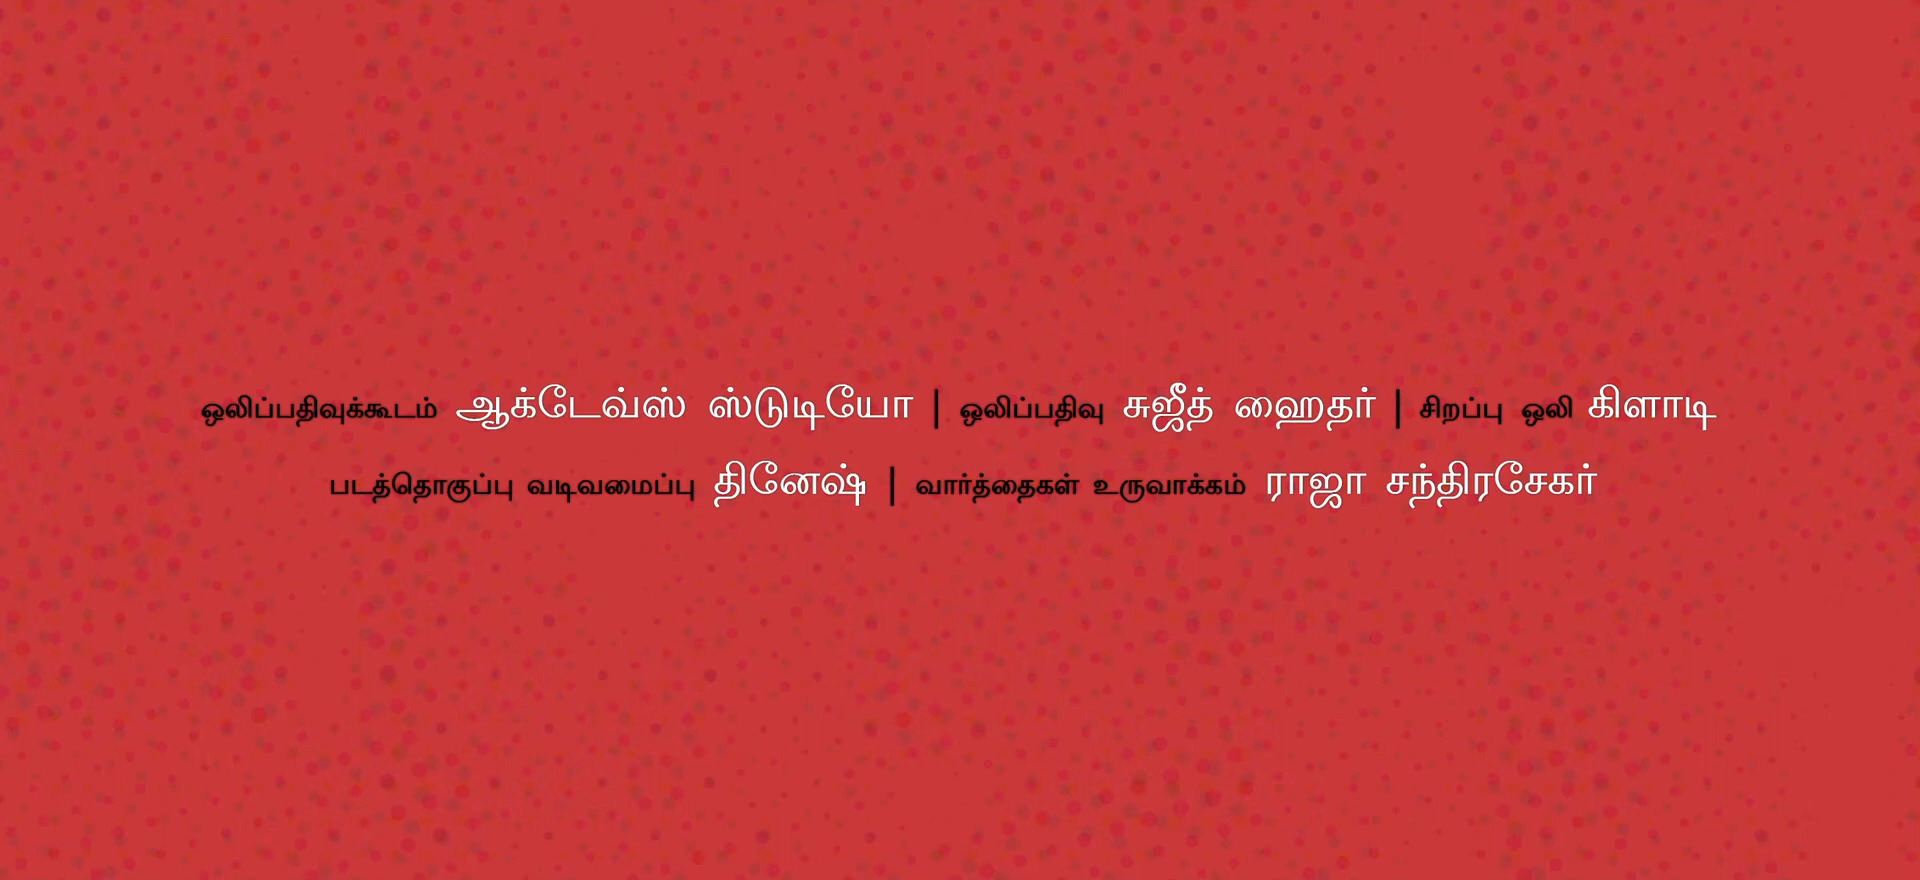 ஒலிப்பதிவுக்கூடம் ஆக்டேவ்ஸ் ஸ்டுடியோ | ஒலிப்பதிவு சுஜீத் ஹைதர் | சிறப்பு ஒலி கிளாடி
படத்தொகுப்பு வடிவமைப்பு தினேஷ் | வார்த்தைகள் உருவாக்கம் ராஜா சந்திரசேகர்